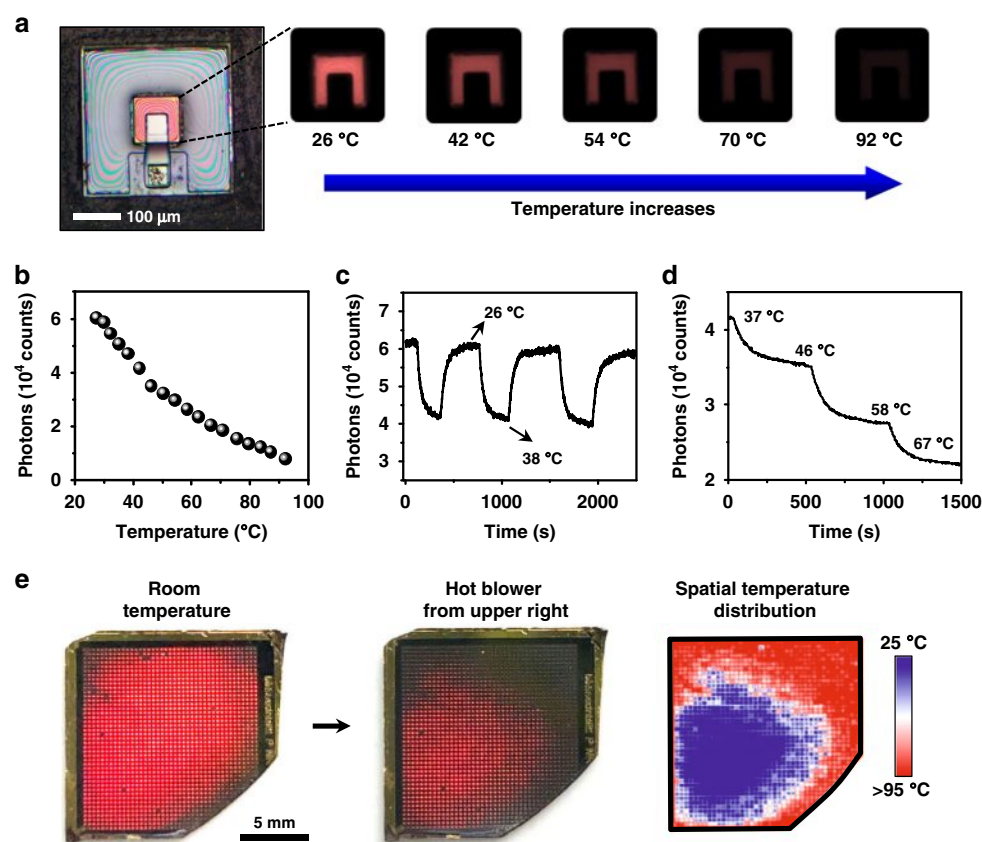 a
100 µm
26 °C
42 °C
54 °C
70 °C
92 °C
Temperature increases
b
Photons (10⁴ counts)
6
4
2
0
20
40
60
80
100
Temperature (°C)
c
Photons (10⁴ counts)
7
6
5
4
3
26 °C
38 °C
0
1000
2000
Time (s)
d
Photons (10⁴ counts)
4
3
2
37 °C
46 °C
58 °C
67 °C
0
500
1000
1500
Time (s)
e
Room
temperature
5 mm
Hot blower
from upper right
Spatial temperature
distribution
25 °C
>95 °C